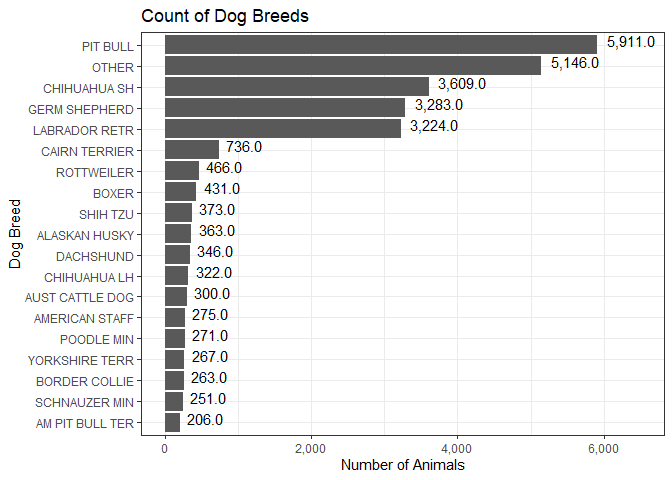 Count of Dog Breeds
Dog Breed
PIT BULL 5,911.0
OTHER 5,146.0
CHIHUAHUA SH 3,609.0
GERM SHEPHERD 3,283.0
LABRADOR RETR 3,224.0
CAIRN TERRIER 736.0
ROTTWEILER 466.0
BOXER 431.0
SHIH TZU 373.0
ALASKAN HUSKY 363.0
DACHSHUND 346.0
CHIHUAHUA LH 322.0
AUST CATTLE DOG 300.0
AMERICAN STAFF 275.0
POODLE MIN 271.0
YORKSHIRE TERR 267.0
BORDER COLLIE 263.0
SCHNAUZER MIN 251.0
AM PIT BULL TER 206.0
0 2,000 4,000 6,000
Number of Animals